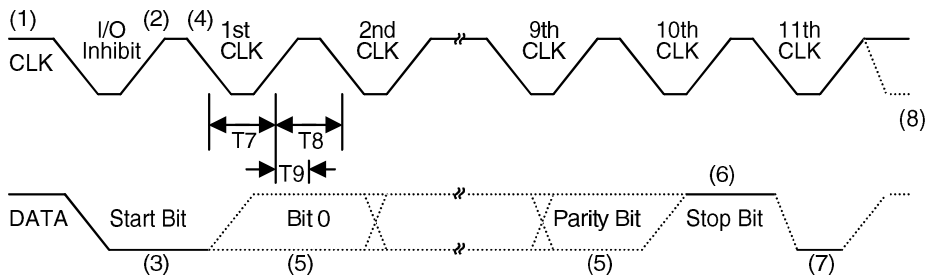 (1) I/O Inhibit (2) (4) 1st CLK 2nd CLK 9th CLK 10th CLK 11th CLK
CLK
(8)
T7 T8
T9
(6)
DATA Start Bit Bit 0 Parity Bit Stop Bit
(3) (5) (5) (7)